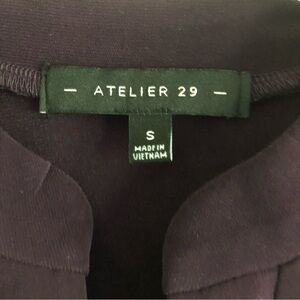 — ATELIER 29 —
S
MADE IN
VIETNAM